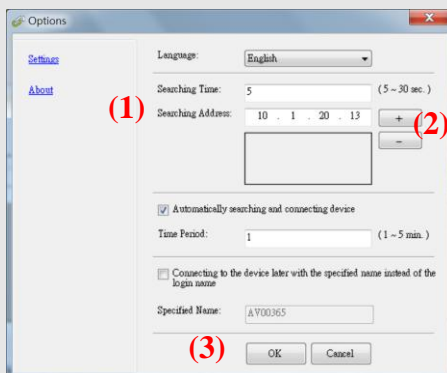 Options
Settings
About
Language: English
Searching Time: 5 (5 ~ 30 sec.)
(1) Searching Address: 10 . 1 . 20 . 13 + (2)
−
Automatically searching and connecting device
Time Period: 1 (1 ~ 5 min.)
Connecting to the device later with the specified name instead of the
login name
Specified Name: AV00365
(3) OK Cancel